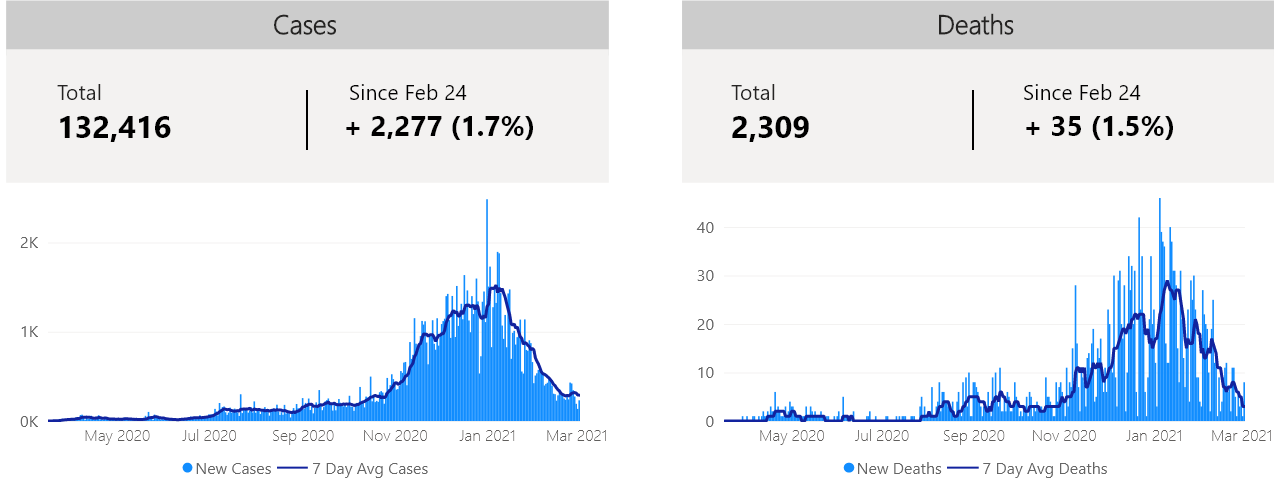 Cases
Total
Since Feb 24
132,416
+ 2,277 (1.7%)
2K
1K
0K
May 2020
Jul 2020
Sep 2020
Nov 2020
Jan 2021
Mar 2021
New Cases
7 Day Avg Cases
Deaths
Total
Since Feb 24
2,309
+ 35 (1.5%)
40
30
20
10
0
May 2020
Jul 2020
Sep 2020
Nov 2020
Jan 2021
Mar 2021
New Deaths
7 Day Avg Deaths